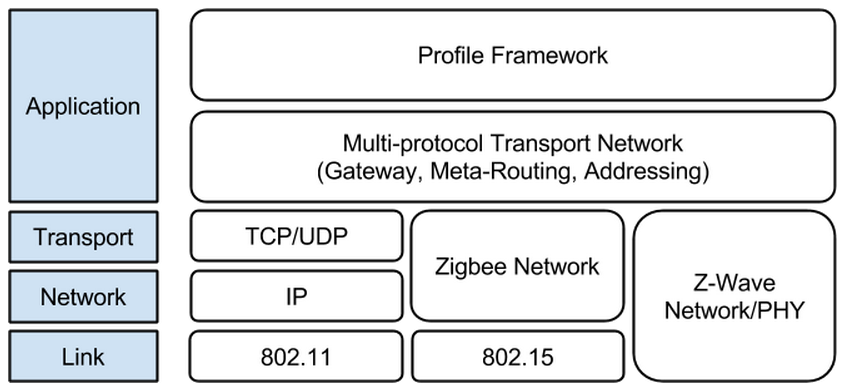 Application
Profile Framework
Multi-protocol Transport Network
(Gateway, Meta-Routing, Addressing)
Transport
TCP/UDP
Zigbee Network
Z-Wave
Network/PHY
Network
IP
Link
802.11
802.15